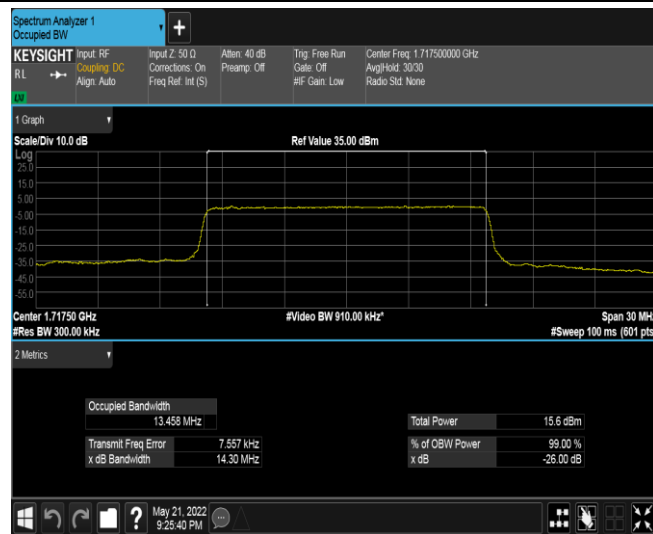 Spectrum Analyzer 1
Occupied BW
+
KEYSIGHT
RL
Input: RF
Coupling: DC
Align: Auto
Input Z: 50 Ω
Corrections: On
Freq Ref: Int (S)
Atten: 40 dB
Preamp: Off
Trig: Free Run
Gate: Off
#IF Gain: Low
Center Freq: 1.717500000 GHz
Avg|Hold: 30/30
Radio Std: None
1 Graph
Scale/Div 10.0 dB
Ref Value 35.00 dBm
Log
25.0
15.0
5.00
-5.00
-15.0
-25.0
-35.0
-45.0
-55.0
Center 1.71750 GHz
#Video BW 910.00 kHz*
Span 30 MHz
#Res BW 300.00 kHz
#Sweep 100 ms (601 pts
2 Metrics
Occupied Bandwidth
13.458 MHz
Total Power 15.6 dBm
Transmit Freq Error 7.557 kHz
% of OBW Power 99.00 %
x dB Bandwidth 14.30 MHz
x dB -26.00 dB
?
May 21, 2022
9:25:40 PM